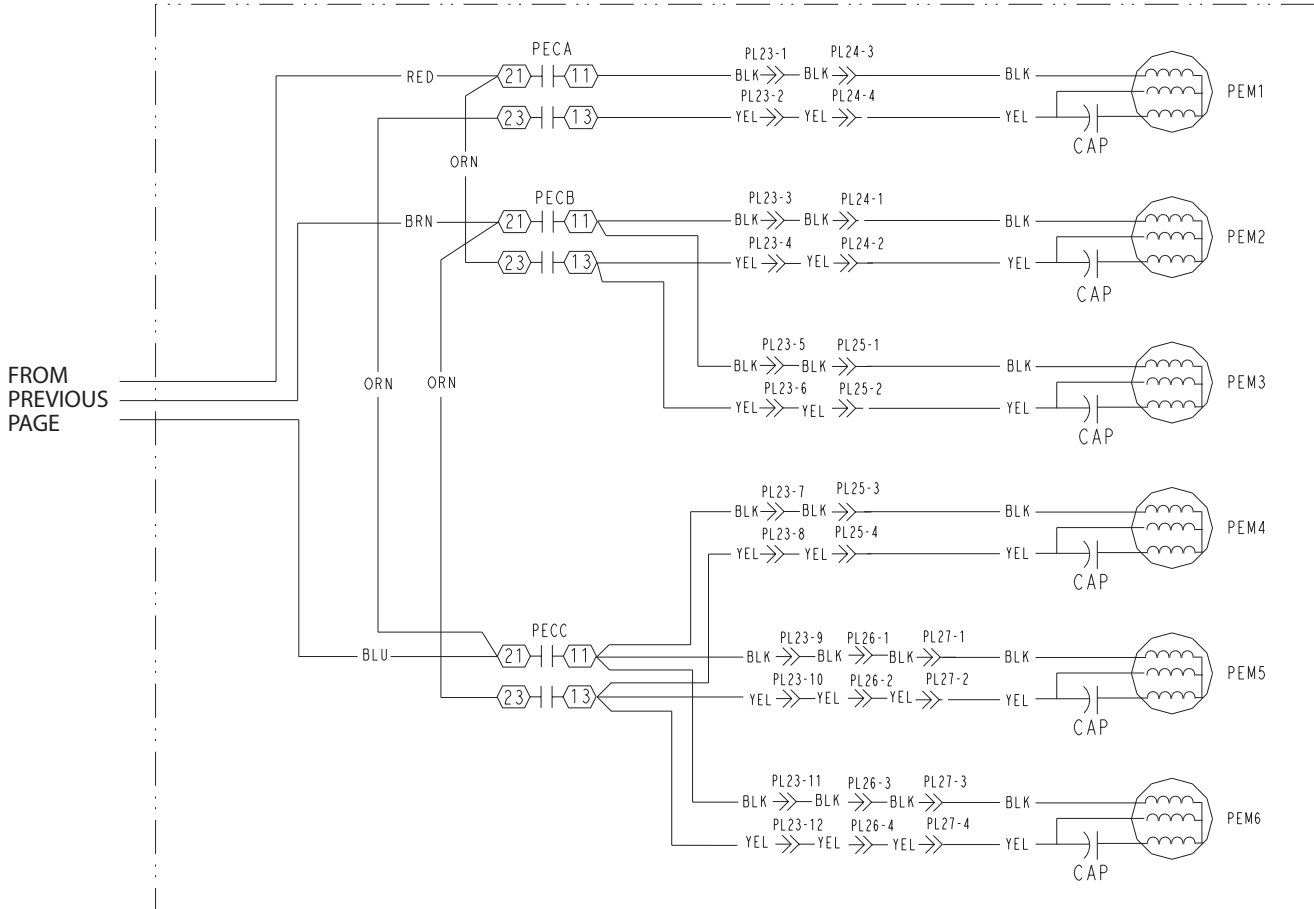 PECA
PL23-1 PL24-3
RED 21 11 BLK BLK BLK PEM1
PL23-2 PL24-4
23 13 YEL YEL YEL
CAP
ORN
PECB
PL23-3 PL24-1
BRN 21 11 BLK BLK BLK PEM2
PL23-4 PL24-2
23 13 YEL YEL YEL
CAP
PL23-5 PL25-1
BLK BLK BLK PEM3
PL23-6 PL25-2
YEL YEL YEL
CAP
ORN ORN
FROM
PREVIOUS
PAGE
PL23-7 PL25-3
BLK BLK BLK PEM4
PL23-8 PL25-4
YEL YEL YEL
CAP
PECC
PL23-9 PL26-1 PL27-1
BLU 21 11 BLK BLK BLK BLK PEM5
PL23-10 PL26-2 PL27-2
23 13 YEL YEL YEL YEL
CAP
PL23-11 PL26-3 PL27-3
BLK BLK BLK BLK PEM6
PL23-12 PL26-4 PL27-4
YEL YEL YEL YEL
CAP